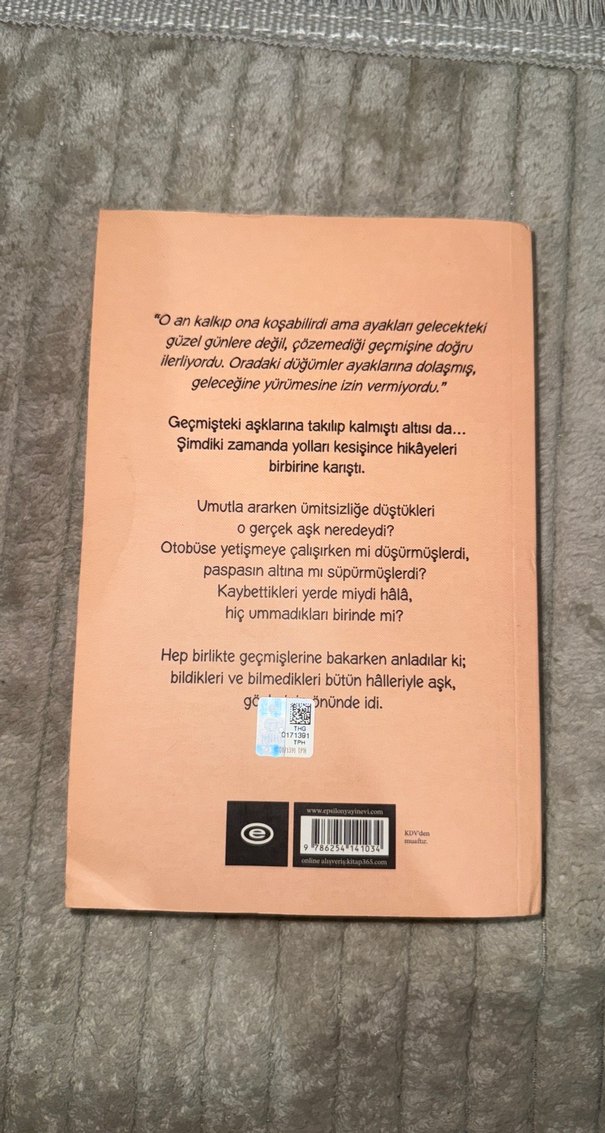 "O an kalkıp ona koşabilirdi ama ayakları gelecekteki
güzel günlere değil, çözemediği geçmişine doğru
ilerliyordu. Oradaki düğümler ayaklarına dolaşmış,
geleceğine yürümesine izin vermiyordu."
Geçmişteki aşklarına takılıp kalmıştı altısı da...
Şimdiki zamanda yolları kesişince hikâyeleri
birbirine karıştı.
Umutla ararken ümitsizliğe düştükleri
o gerçek aşk neredeydi?
Otobüse yetişmeye çalışırken mi düşürmüşlerdi,
paspasın altına mı süpürmüşlerdi?
Kaybettikleri yerde miydi hâlâ,
hiç ummadıkları birinde mi?
Hep birlikte geçmişlerine bakarken anladılar ki;
bildikleri ve bilmedikleri bütün hâlleriyle aşk,
önünde idi.
THG
0171391
TPH
www.epsilonyayinevi.com
9 786254 141034
online alışveriş:kitap365.com
KDV'den
muaftır.
e